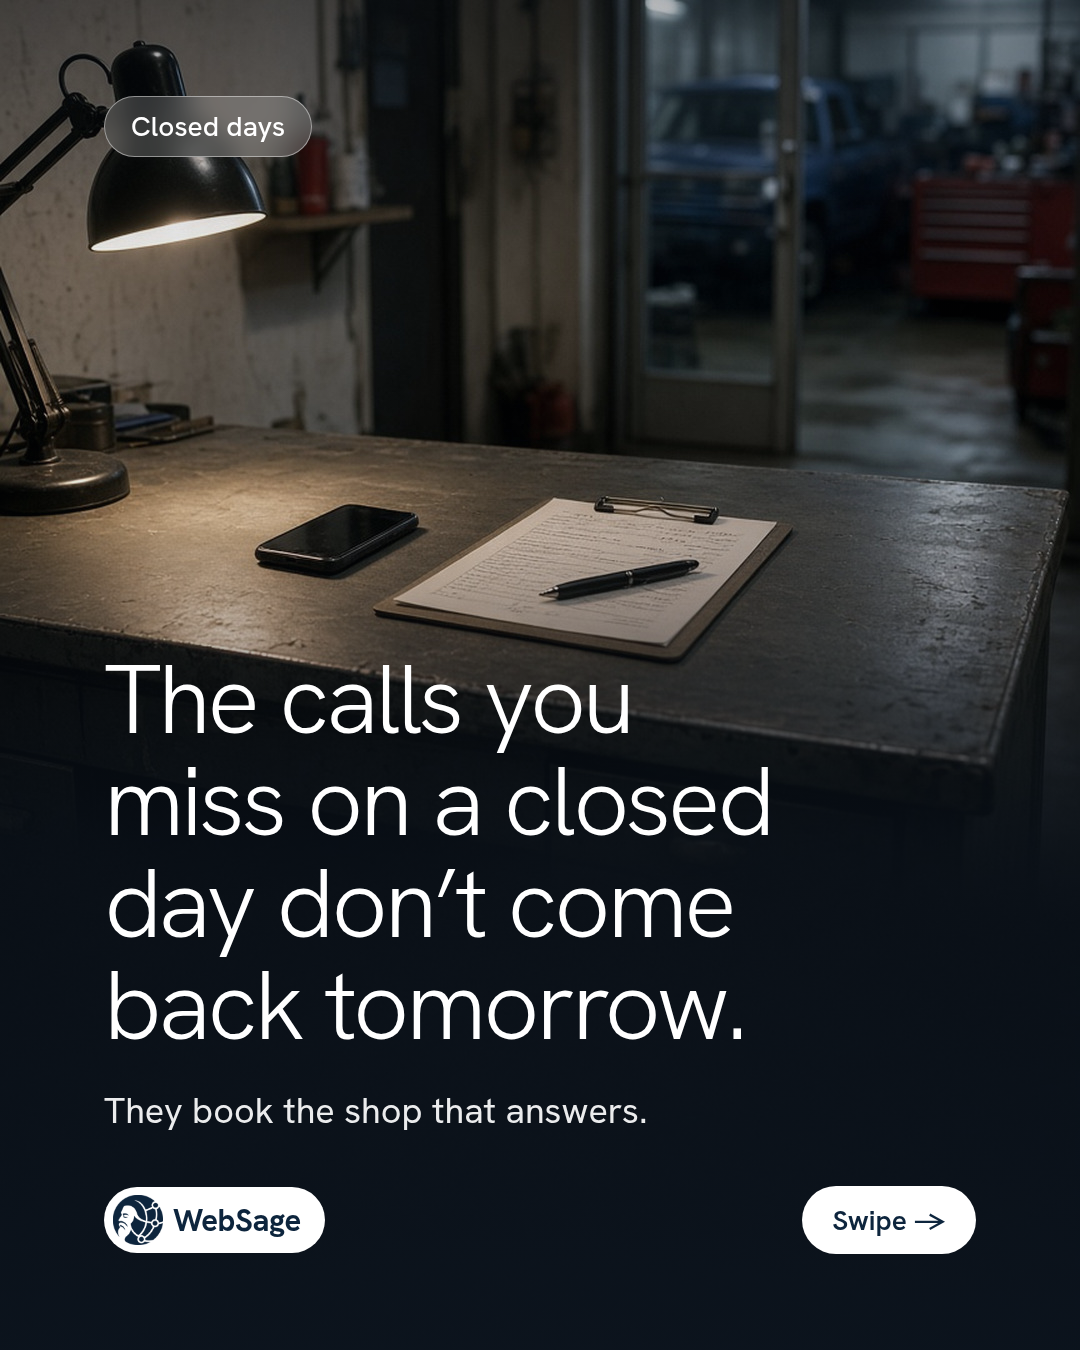 Closed days
The calls you
miss on a closed
day don’t come
back tomorrow.
They book the shop that answers.
WebSage
Swipe →